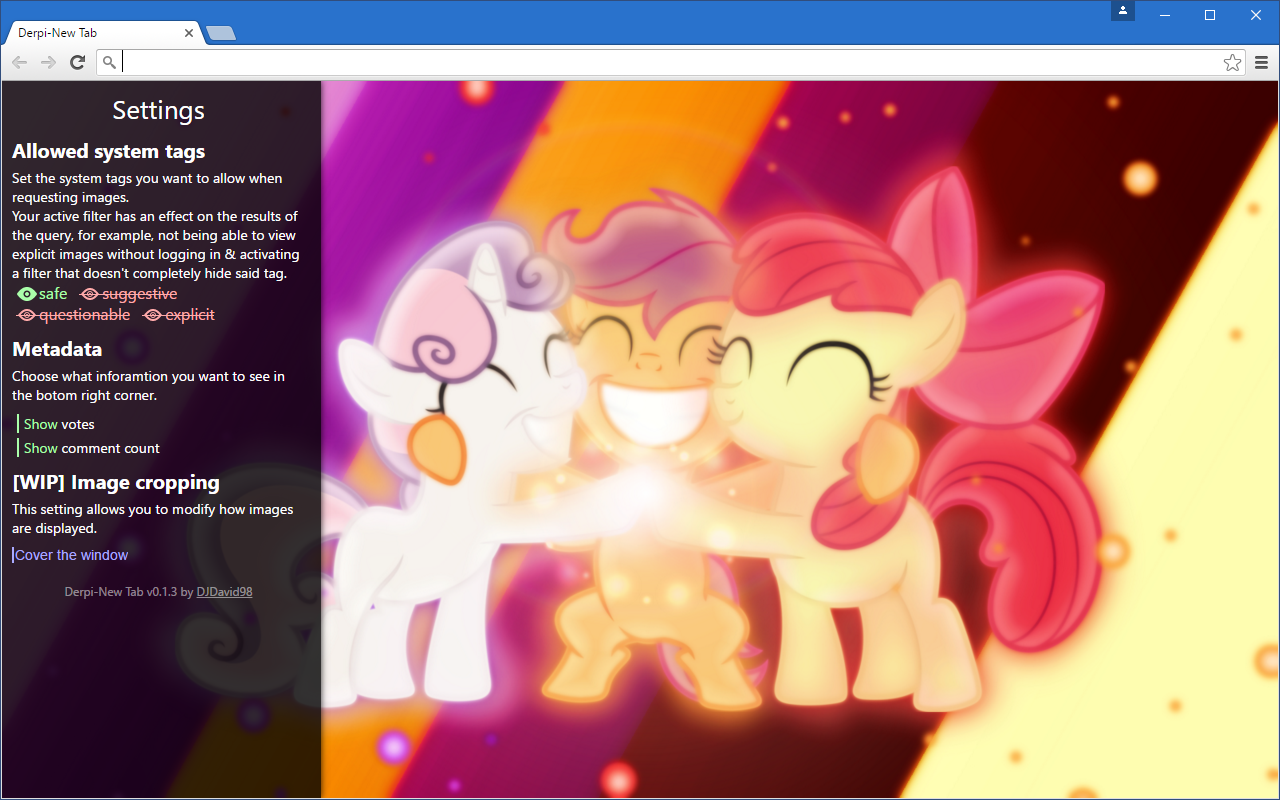 Derpi-New Tab
Settings
Allowed system tags
Set the system tags you want to allow when
requesting images.
Your active filter has an effect on the results of
the query, for example, not being able to view
explicit images without logging in & activating
a filter that doesn't completely hide said tag.
safe suggestive
questionable explicit
Metadata
Choose what inforamtion you want to see in
the botom right corner.
Show votes
Show comment count
[WIP] Image cropping
This setting allows you to modify how images
are displayed.
Cover the window
Derpi-New Tab v0.1.3 by DJDavid98